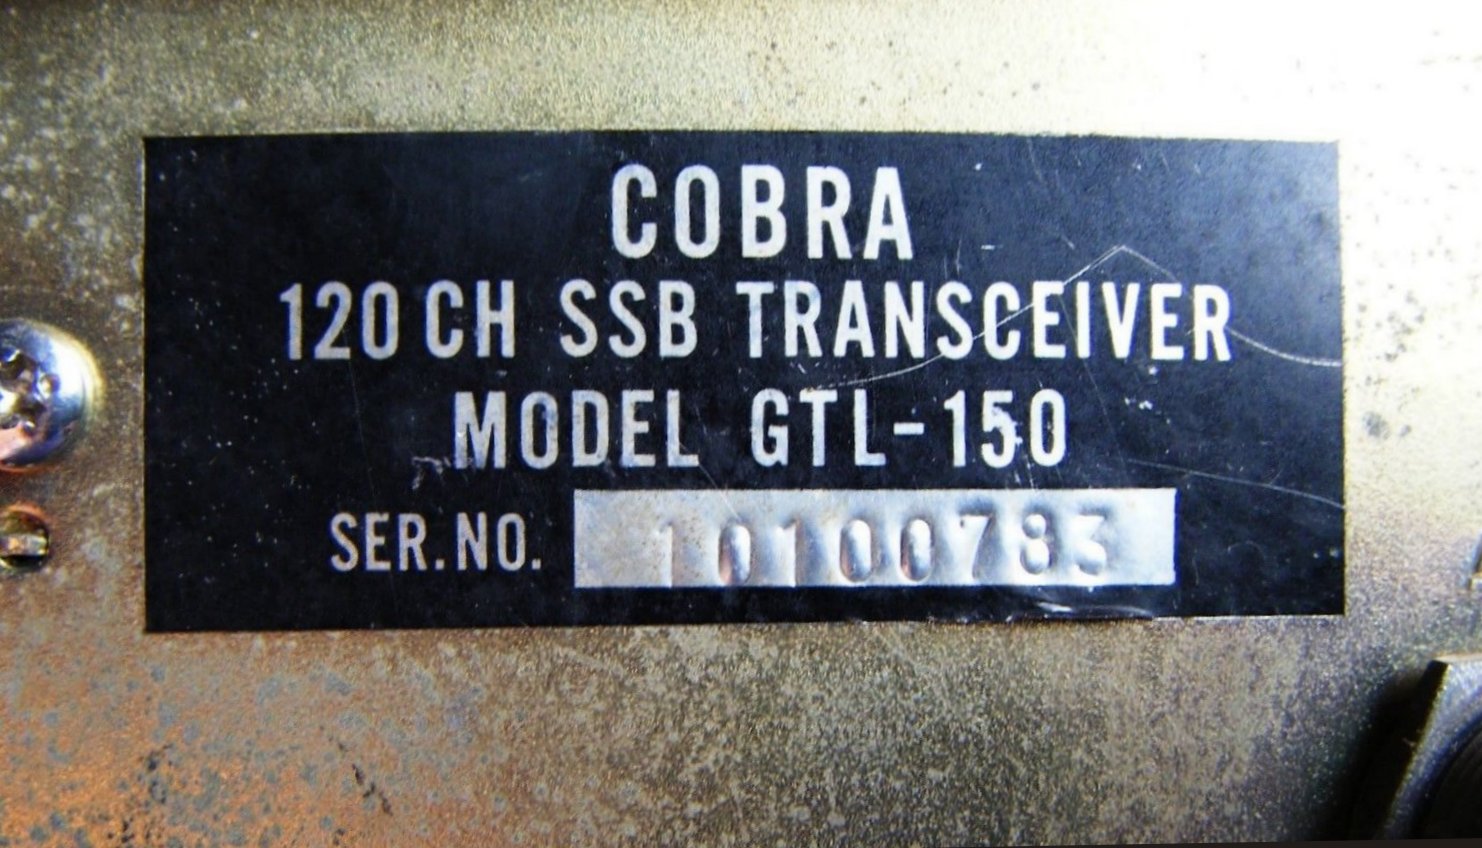 COBRA
120 CH SSB TRANSCEIVER
MODEL GTL-150
SER. NO. 10100783